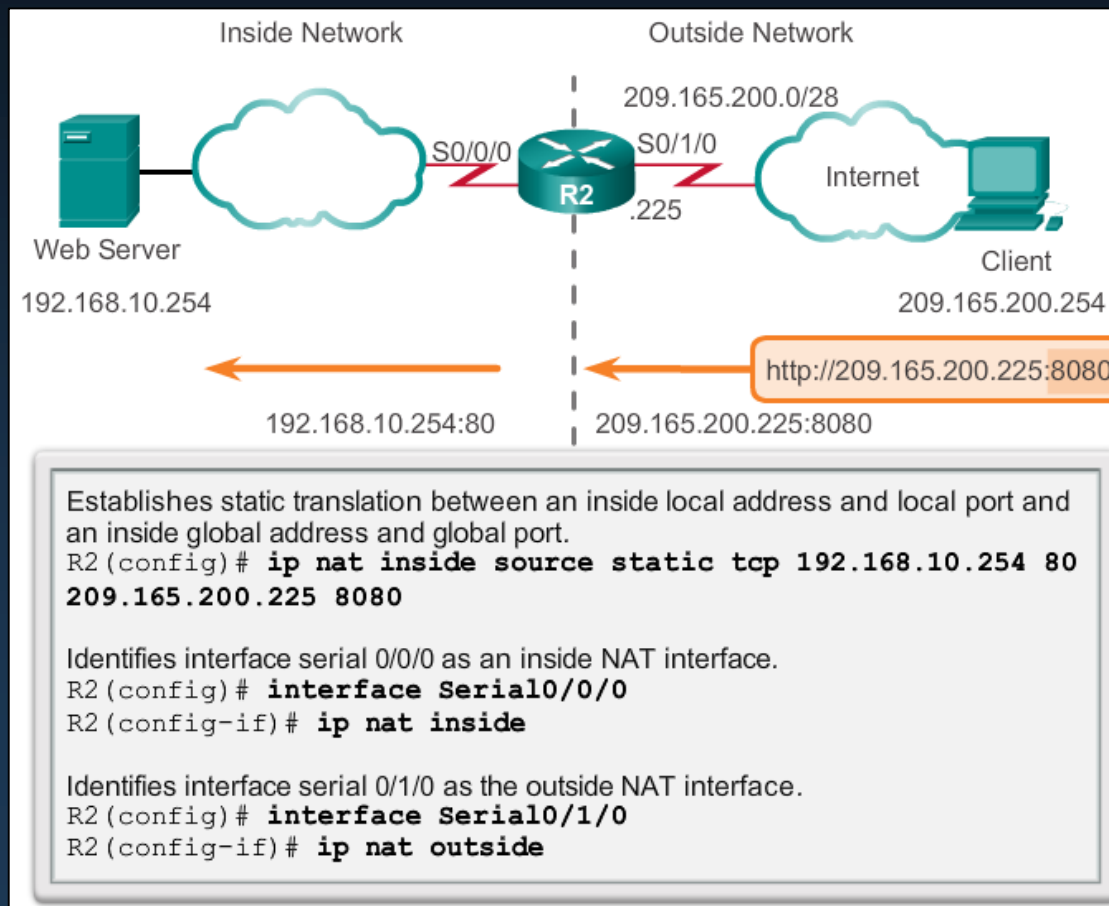 Inside Network
Outside Network
209.165.200.0/28
S0/0/0
S0/1/0
R2
.225
Internet
Web Server
Client
192.168.10.254
209.165.200.254
http://209.165.200.225:8080
192.168.10.254:80
209.165.200.225:8080
Establishes static translation between an inside local address and local port and
an inside global address and global port.
R2(config)# ip nat inside source static tcp 192.168.10.254 80
209.165.200.225 8080
Identifies interface serial 0/0/0 as an inside NAT interface.
R2(config)# interface Serial0/0/0
R2(config-if)# ip nat inside
Identifies interface serial 0/1/0 as the outside NAT interface.
R2(config)# interface Serial0/1/0
R2(config-if)# ip nat outside